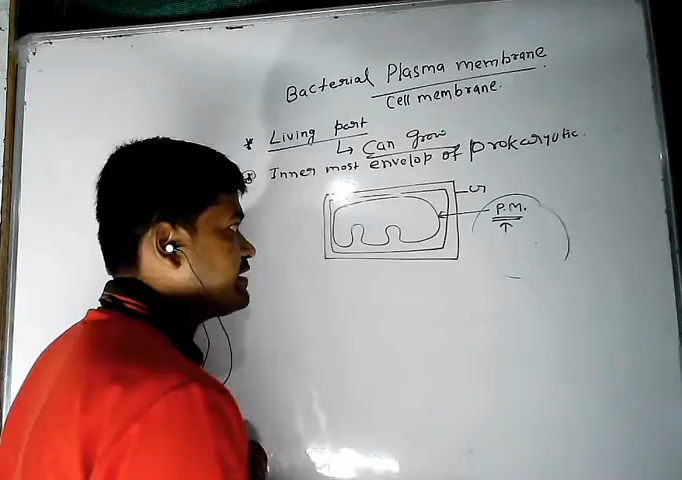 Bacterial Plasma membrane
Cell membrane.
* Living part
↳ Can grow
* Inner most envelop of prokaryotic.
P.M.